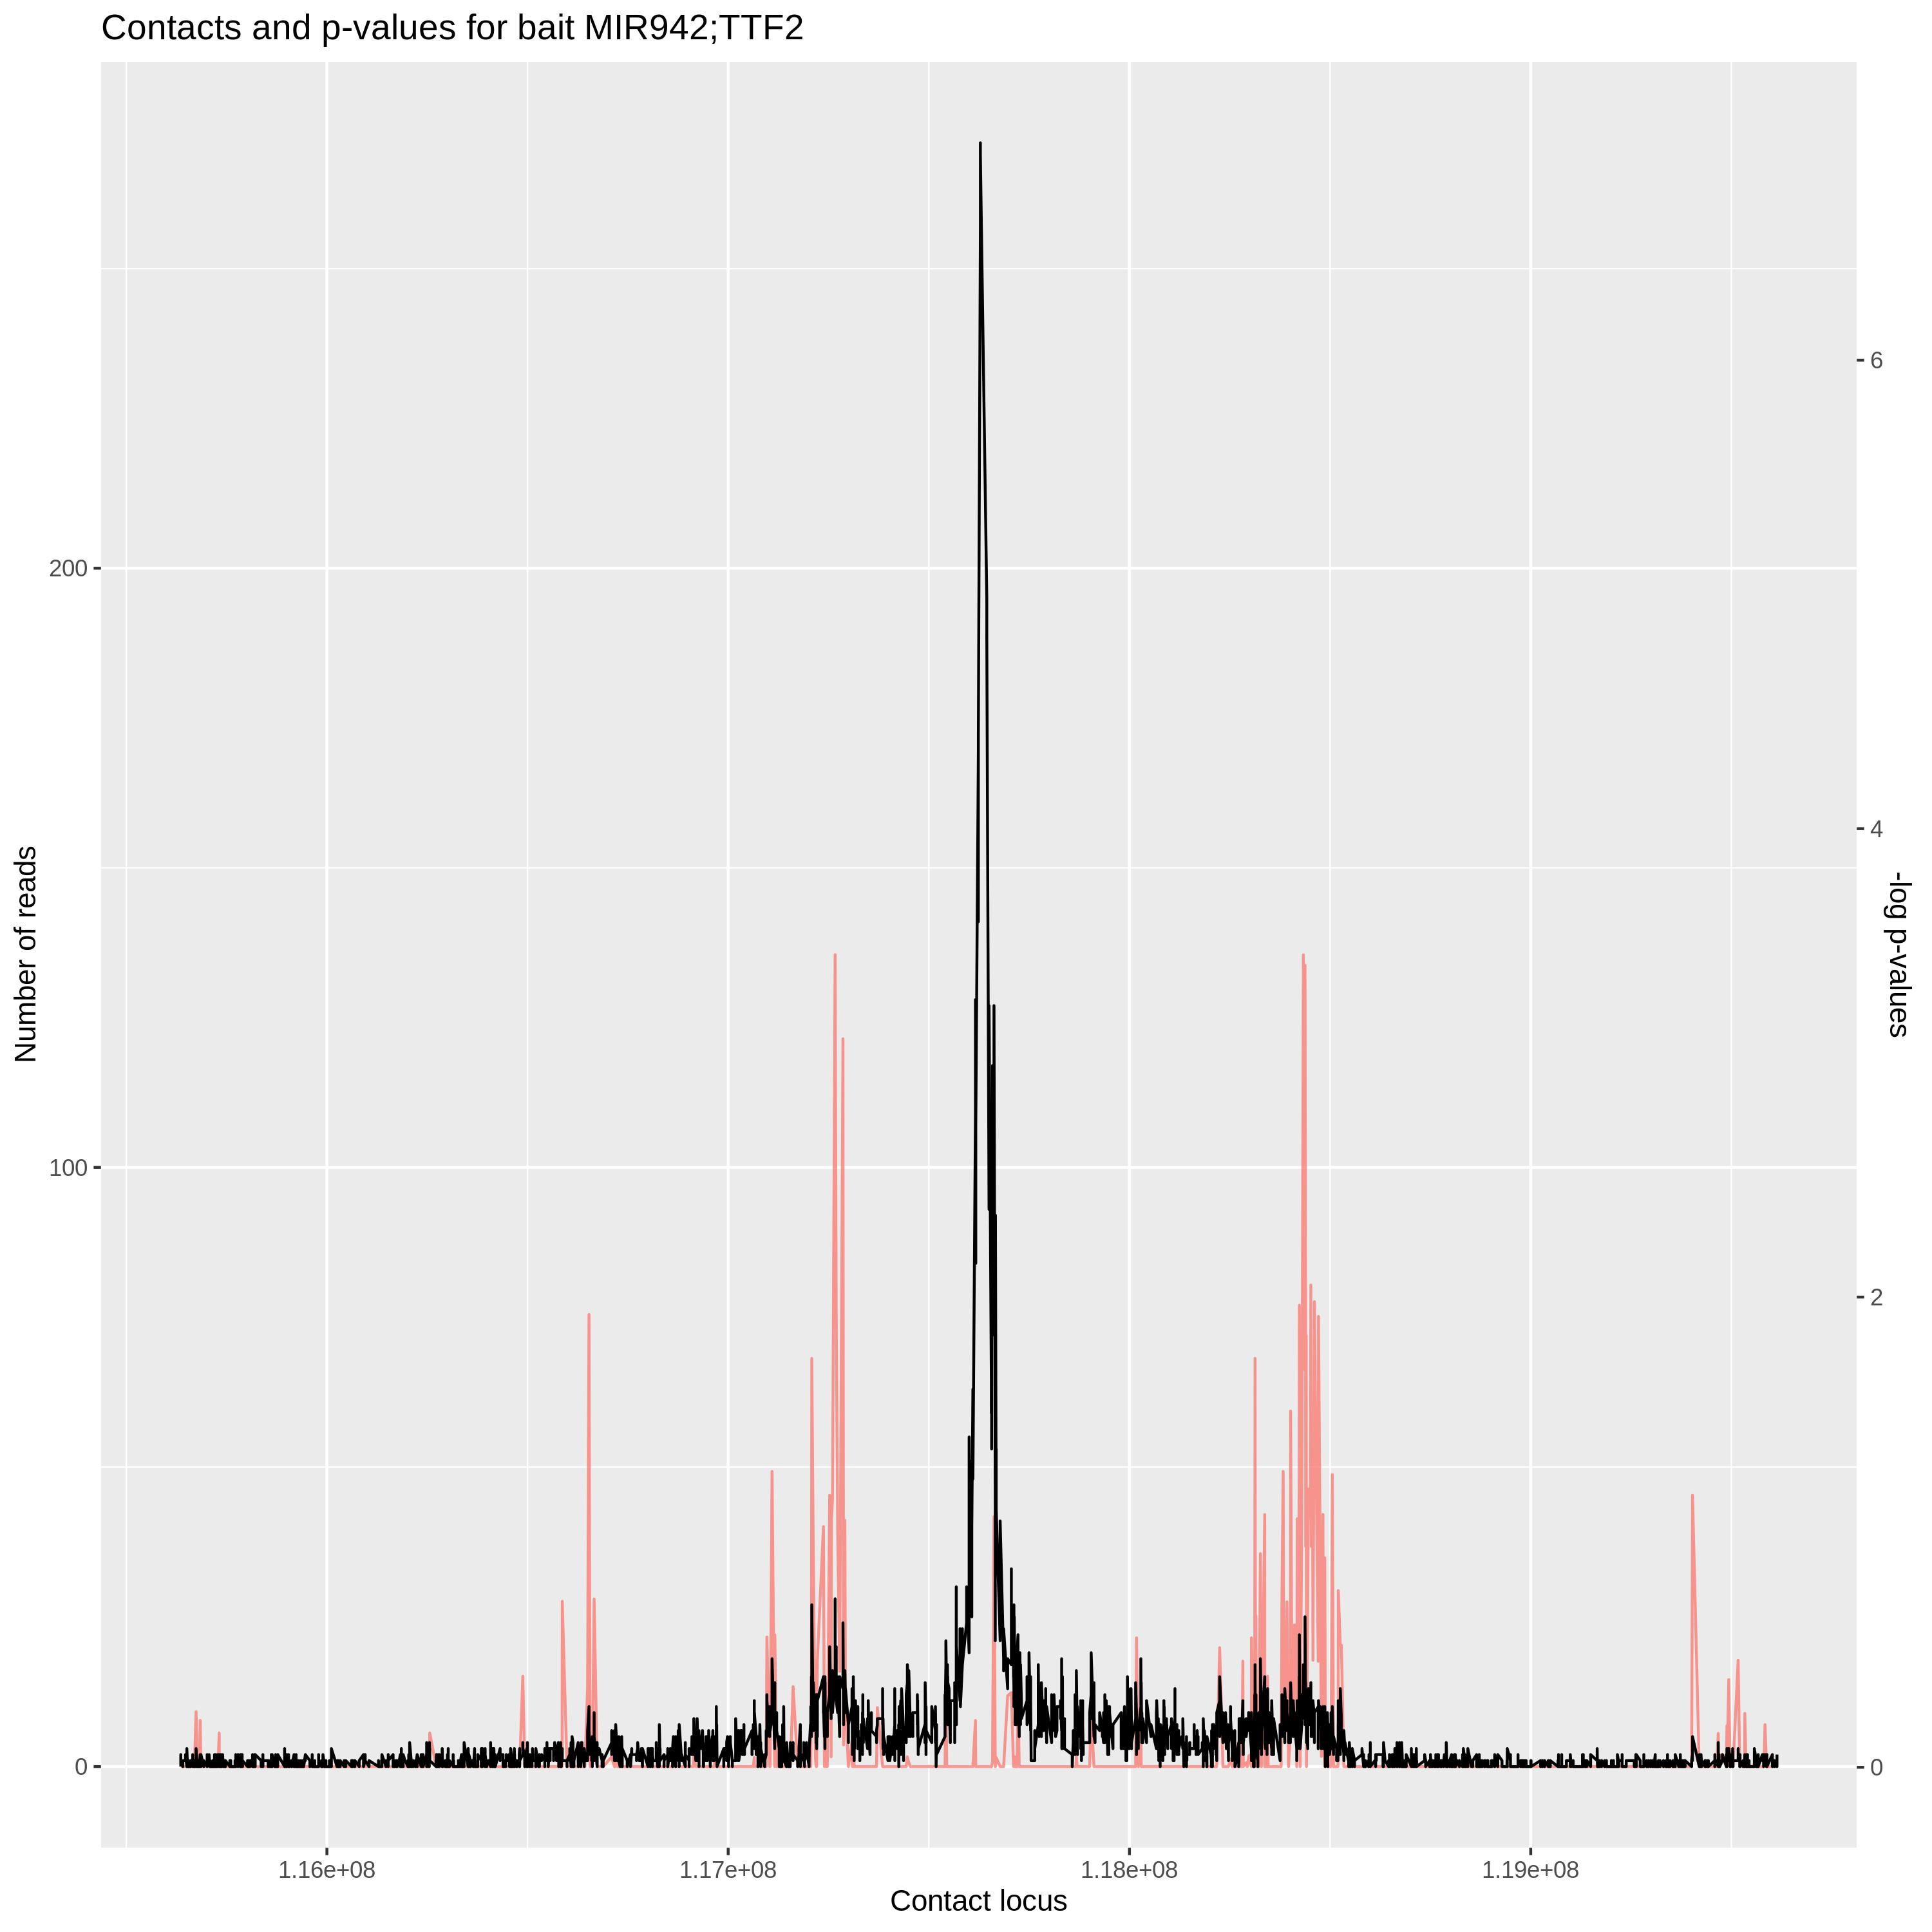 Contacts and p-values for bait MIR942;TTF2
Number of reads
200
100
0
6
4
2
0
-log p-values
1.16e+08
1.17e+08
1.18e+08
1.19e+08
Contact locus